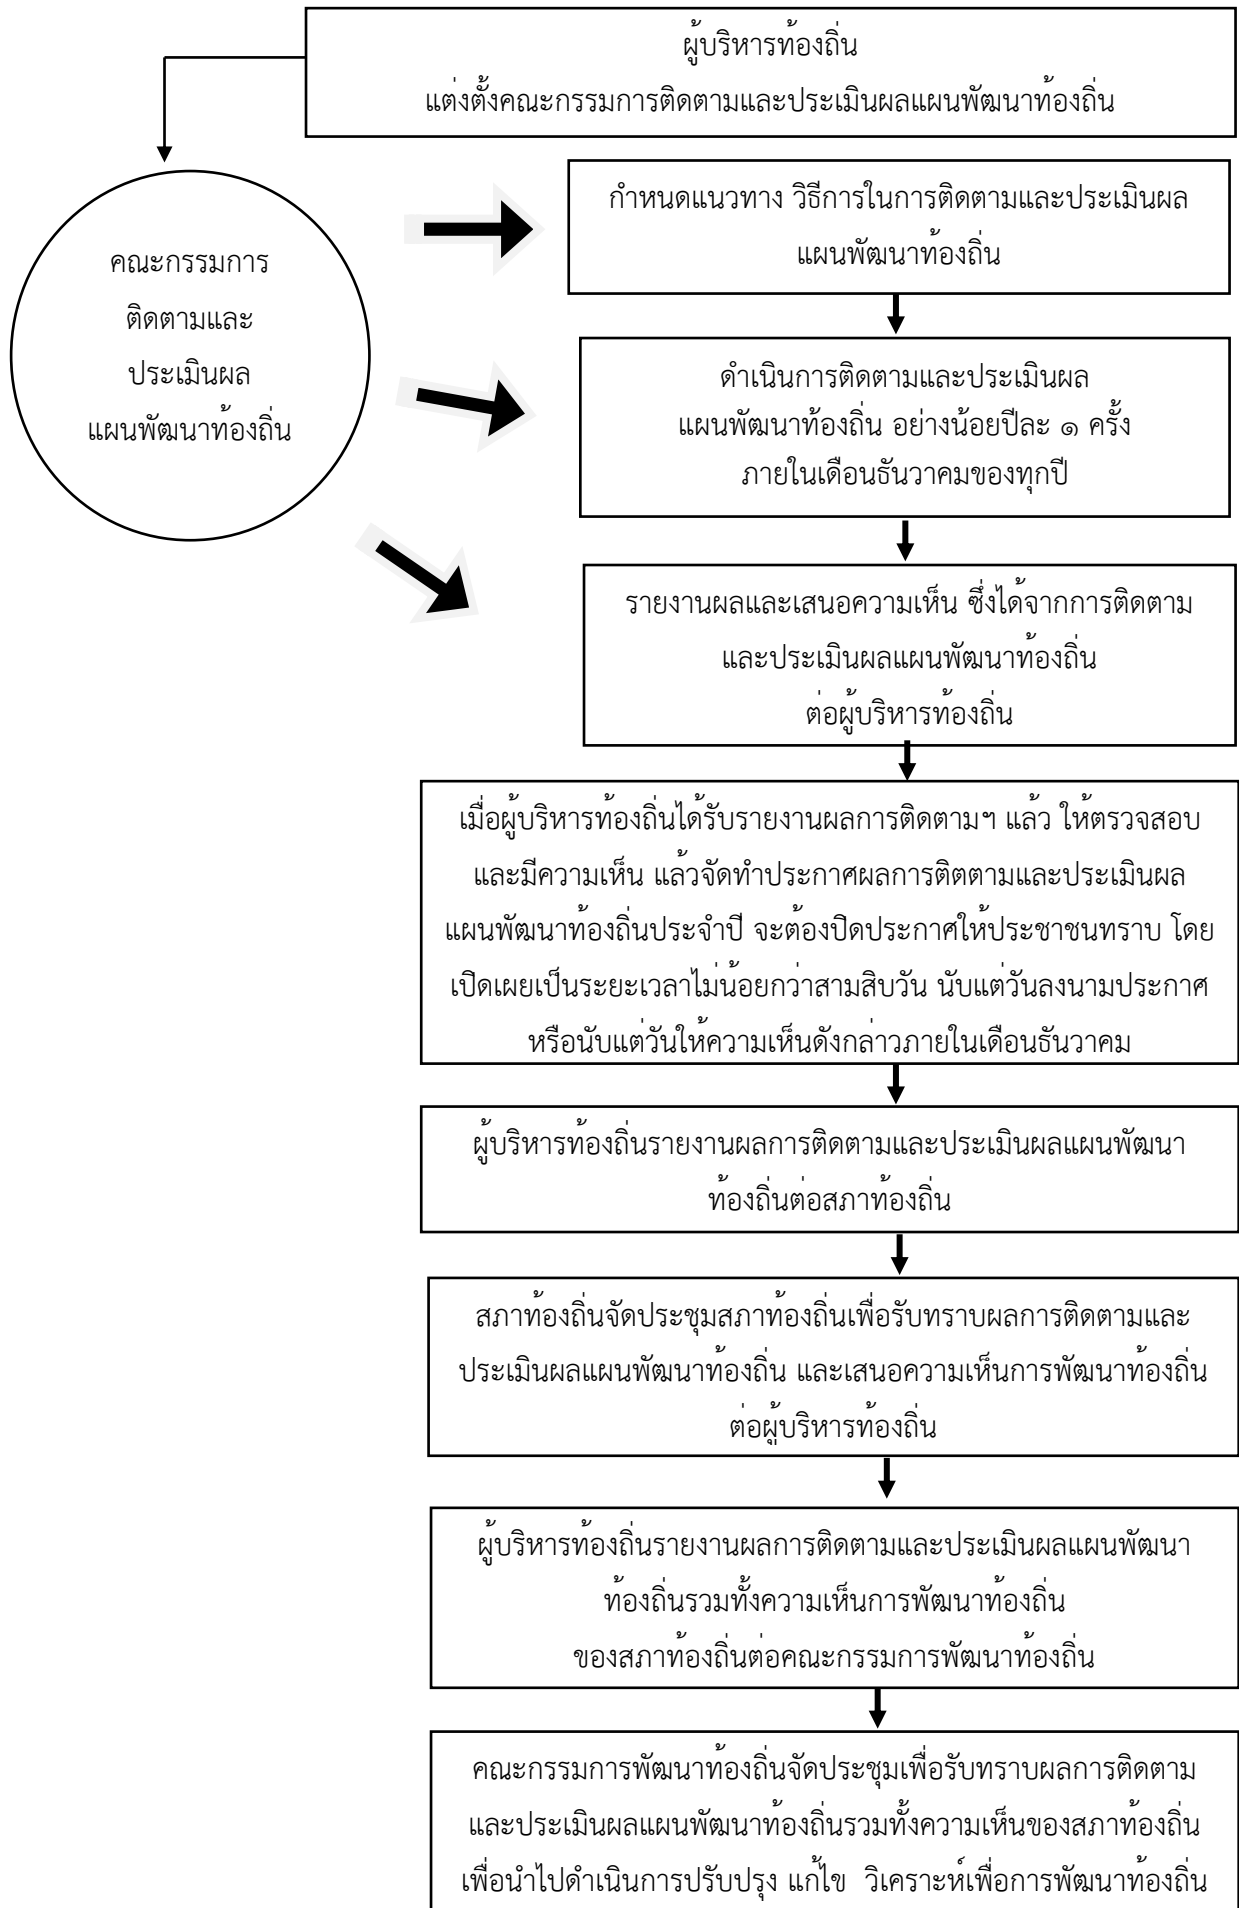 ผู้บริหารท้องถิ่น
แต่งตั้งคณะกรรมการติดตามและประเมินผลแผนพัฒนาท้องถิ่น
คณะกรรมการ
ติดตามและ
ประเมินผล
แผนพัฒนาท้องถิ่น
กำหนดแนวทาง วิธีการในการติดตามและประเมินผล
แผนพัฒนาท้องถิ่น
ดำเนินการติดตามและประเมินผล
แผนพัฒนาท้องถิ่น อย่างน้อยปีละ ๑ ครั้ง
ภายในเดือนธันวาคมของทุกปี
รายงานผลและเสนอความเห็น ซึ่งได้จากการติดตาม
และประเมินผลแผนพัฒนาท้องถิ่น
ต่อผู้บริหารท้องถิ่น
เมื่อผู้บริหารท้องถิ่นได้รับรายงานผลการติดตามฯ แล้ว ให้ตรวจสอบ
และมีความเห็น แล้วจัดทำประกาศผลการติตตามและประเมินผล
แผนพัฒนาท้องถิ่นประจำปี จะต้องปิดประกาศให้ประชาชนทราบ โดย
เปิดเผยเป็นระยะเวลาไม่น้อยกว่าสามสิบวัน นับแต่วันลงนามประกาศ
หรือนับแต่วันให้ความเห็นดังกล่าวภายในเดือนธันวาคม
ผู้บริหารท้องถิ่นรายงานผลการติดตามและประเมินผลแผนพัฒนา
ท้องถิ่นต่อสภาท้องถิ่น
สภาท้องถิ่นจัดประชุมสภาท้องถิ่นเพื่อรับทราบผลการติดตามและ
ประเมินผลแผนพัฒนาท้องถิ่น และเสนอความเห็นการพัฒนาท้องถิ่น
ต่อผู้บริหารท้องถิ่น
ผู้บริหารท้องถิ่นรายงานผลการติดตามและประเมินผลแผนพัฒนา
ท้องถิ่นรวมทั้งความเห็นการพัฒนาท้องถิ่น
ของสภาท้องถิ่นต่อคณะกรรมการพัฒนาท้องถิ่น
คณะกรรมการพัฒนาท้องถิ่นจัดประชุมเพื่อรับทราบผลการติดตาม
และประเมินผลแผนพัฒนาท้องถิ่นรวมทั้งความเห็นของสภาท้องถิ่น
เพื่อนำไปดำเนินการปรับปรุง แก้ไข  วิเคราะห์เพื่อการพัฒนาท้องถิ่น